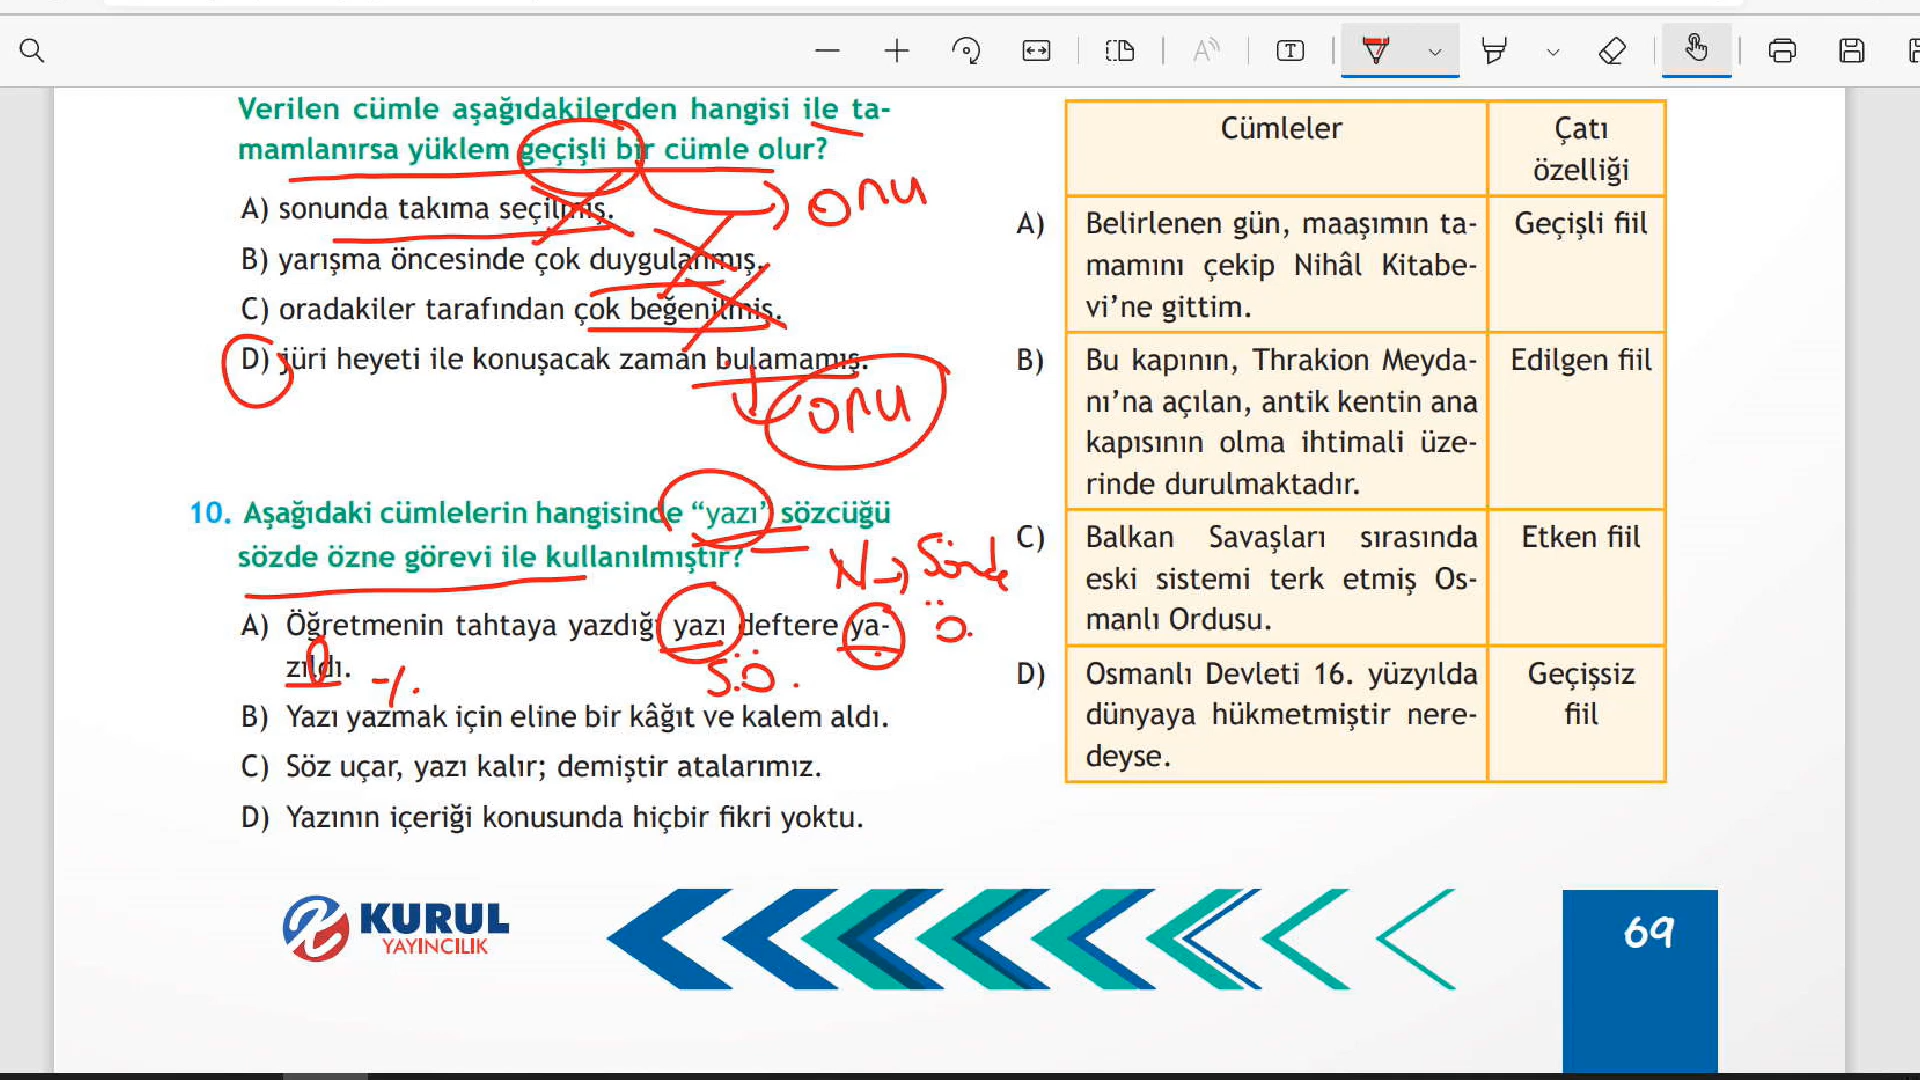 Verilen cümle aşağıdakilerden hangisi ile ta-
mamlanırsa yüklem geçişli bir cümle olur?
onu
A) sonunda takıma seçilmiş.
B) yarışma öncesinde çok duygulanmış.
C) oradakiler tarafından çok beğenilmiş.
D) jüri heyeti ile konuşacak zaman bulamamış.
onu
10. Aşağıdaki cümlelerin hangisinde “yazı” sözcüğü
sözde özne görevi ile kullanılmıştır?
N→ Sözde
Ö.
A) Öğretmenin tahtaya yazdığı yazı deftere ya-
zıldı.
S.Ö.
B) Yazı yazmak için eline bir kâğıt ve kalem aldı.
C) Söz uçar, yazı kalır; demiştir atalarımız.
D) Yazının içeriği konusunda hiçbir fikri yoktu.
Cümleler
Çatı
özelliği
A) Belirlenen gün, maaşımın ta-
mamını çekip Nihâl Kitabe-
vi’ne gittim.
Geçişli fiil
B) Bu kapının, Thrakion Meyda-
nı’na açılan, antik kentin ana
kapısının olma ihtimali üze-
rinde durulmaktadır.
Edilgen fiil
C) Balkan Savaşları sırasında
eski sistemi terk etmiş Os-
manlı Ordusu.
Etken fiil
D) Osmanlı Devleti 16. yüzyılda
dünyaya hükmetmiştir nere-
deyse.
Geçişsiz
fiil
KURUL
YAYINCILIK
69